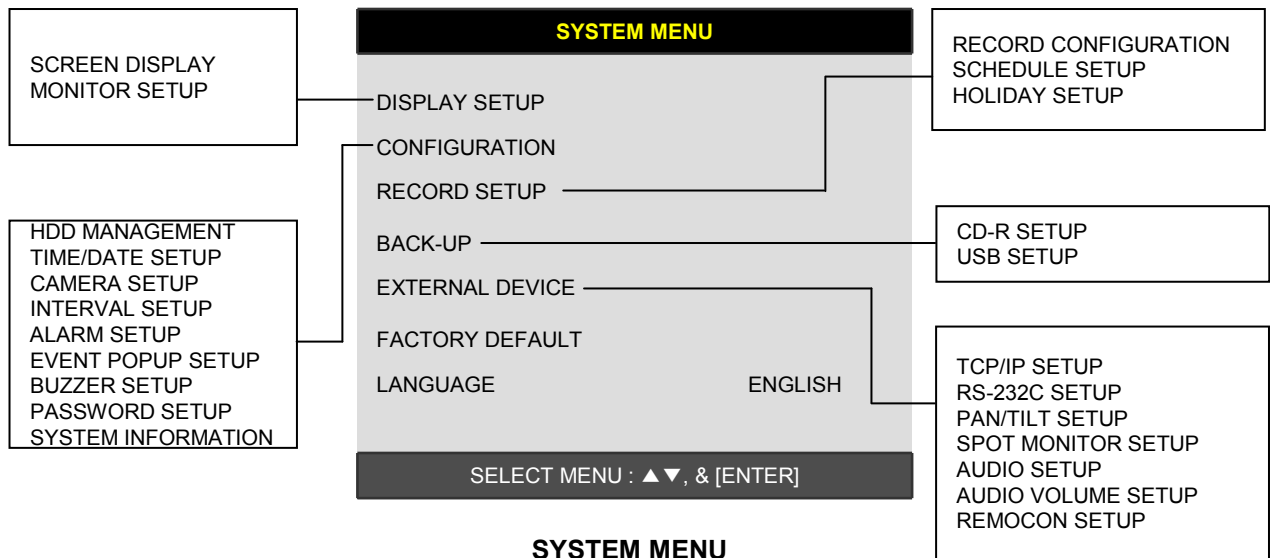 SYSTEM MENU
SCREEN DISPLAY
MONITOR SETUP
RECORD CONFIGURATION
SCHEDULE SETUP
HOLIDAY SETUP
DISPLAY SETUP
CONFIGURATION
RECORD SETUP
BACK-UP
EXTERNAL DEVICE
FACTORY DEFAULT
LANGUAGE ENGLISH
SELECT MENU : ▲▼, & [ENTER]
HDD MANAGEMENT
TIME/DATE SETUP
CAMERA SETUP
INTERVAL SETUP
ALARM SETUP
EVENT POPUP SETUP
BUZZER SETUP
PASSWORD SETUP
SYSTEM INFORMATION
CD-R SETUP
USB SETUP
TCP/IP SETUP
RS-232C SETUP
PAN/TILT SETUP
SPOT MONITOR SETUP
AUDIO SETUP
AUDIO VOLUME SETUP
REMOCON SETUP
SYSTEM MENU